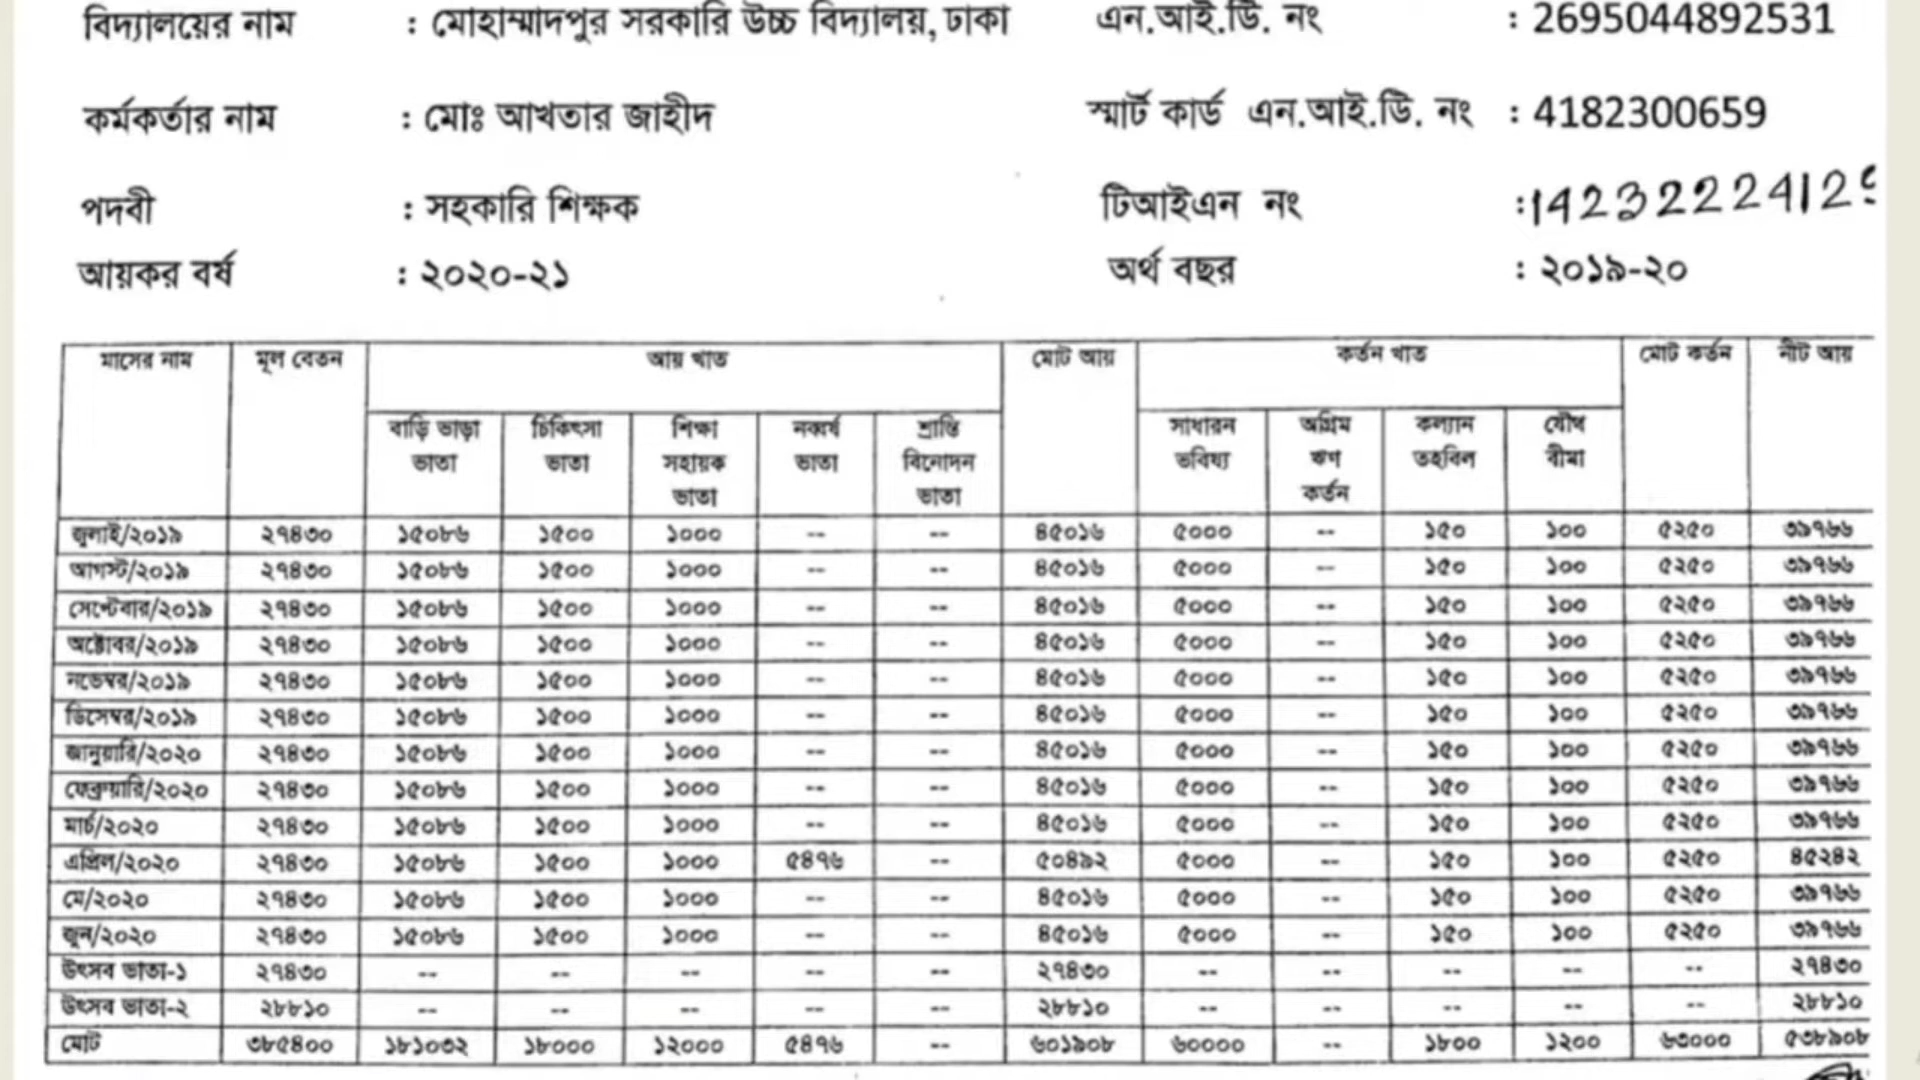 বিদ্যালয়ের নাম : মোহাম্মাদপুর সরকারি উচ্চ বিদ্যালয়, ঢাকা এন.আই.ডি. নং : 2695044892531
কর্মকর্তার নাম : মোঃ আখতার জাহীদ স্মার্ট কার্ড এন.আই.ডি. নং : 4182300659
পদবী : সহকারি শিক্ষক টিআইএন নং :
আয়কর বর্ষ : ২০২০-২১ অর্থ বছর : ২০১৯-২০
মাসের নাম মূল বেতন আয় খাত মোট আয় কর্তন খাত মোট কর্তন নীট আয়
বাড়ি ভাড়া চিকিৎসা শিক্ষা নববর্ষ শ্রান্তি সাধারন অগ্রিম কল্যান যৌথ
ভাতা ভাতা সহায়ক ভাতা বিনোদন ভবিষ্য ঋণ তহবিল বীমা
ভাতা ভাতা কর্তন
জুলাই/২০১৯ ২৭৪৩০ ১৫০৮৬ ১৫০০ ১০০০ -- -- ৪৫০১৬ ৫০০০ -- ১৫০ ১০০ ৫২৫০ ৩৯৭৬৬
আগস্ট/২০১৯ ২৭৪৩০ ১৫০৮৬ ১৫০০ ১০০০ -- -- ৪৫০১৬ ৫০০০ -- ১৫০ ১০০ ৫২৫০ ৩৯৭৬৬
সেপ্টেবার/২০১৯ ২৭৪৩০ ১৫০৮৬ ১৫০০ ১০০০ -- -- ৪৫০১৬ ৫০০০ -- ১৫০ ১০০ ৫২৫০ ৩৯৭৬৬
অক্টোবর/২০১৯ ২৭৪৩০ ১৫০৮৬ ১৫০০ ১০০০ -- -- ৪৫০১৬ ৫০০০ -- ১৫০ ১০০ ৫২৫০ ৩৯৭৬৬
নভেম্বর/২০১৯ ২৭৪৩০ ১৫০৮৬ ১৫০০ ১০০০ -- -- ৪৫০১৬ ৫০০০ -- ১৫০ ১০০ ৫২৫০ ৩৯৭৬৬
ডিসেম্বর/২০১৯ ২৭৪৩০ ১৫০৮৬ ১৫০০ ১০০০ -- -- ৪৫০১৬ ৫০০০ -- ১৫০ ১০০ ৫২৫০ ৩৯৭৬৬
জানুয়ারি/২০২০ ২৭৪৩০ ১৫০৮৬ ১৫০০ ১০০০ -- -- ৪৫০১৬ ৫০০০ -- ১৫০ ১০০ ৫২৫০ ৩৯৭৬৬
ফেব্রুয়ারি/২০২০ ২৭৪৩০ ১৫০৮৬ ১৫০০ ১০০০ -- -- ৪৫০১৬ ৫০০০ -- ১৫০ ১০০ ৫২৫০ ৩৯৭৬৬
মার্চ/২০২০ ২৭৪৩০ ১৫০৮৬ ১৫০০ ১০০০ -- -- ৪৫০১৬ ৫০০০ -- ১৫০ ১০০ ৫২৫০ ৩৯৭৬৬
এপ্রিল/২০২০ ২৭৪৩০ ১৫০৮৬ ১৫০০ ১০০০ ৫৪৭৬ -- ৫০৪৯২ ৫০০০ -- ১৫০ ১০০ ৫২৫০ ৪৫২৪২
মে/২০২০ ২৭৪৩০ ১৫০৮৬ ১৫০০ ১০০০ -- -- ৪৫০১৬ ৫০০০ -- ১৫০ ১০০ ৫২৫০ ৩৯৭৬৬
জুন/২০২০ ২৭৪৩০ ১৫০৮৬ ১৫০০ ১০০০ -- -- ৪৫০১৬ ৫০০০ -- ১৫০ ১০০ ৫২৫০ ৩৯৭৬৬
উৎসব ভাতা-১ ২৭৪৩০ -- -- -- -- -- ২৭৪৩০ -- -- -- -- -- ২৭৪৩০
উৎসব ভাতা-২ ২৮৮১০ -- -- -- -- -- ২৮৮১০ -- -- -- -- -- ২৮৮১০
মোট ৩৮৫৪০০ ১৮১০৩২ ১৮০০০ ১২০০০ ৫৪৭৬ -- ৬০১৯০৮ ৬০০০০ -- ১৮০০ ১২০০ ৬৩০০০ ৫৩৮৯০৮